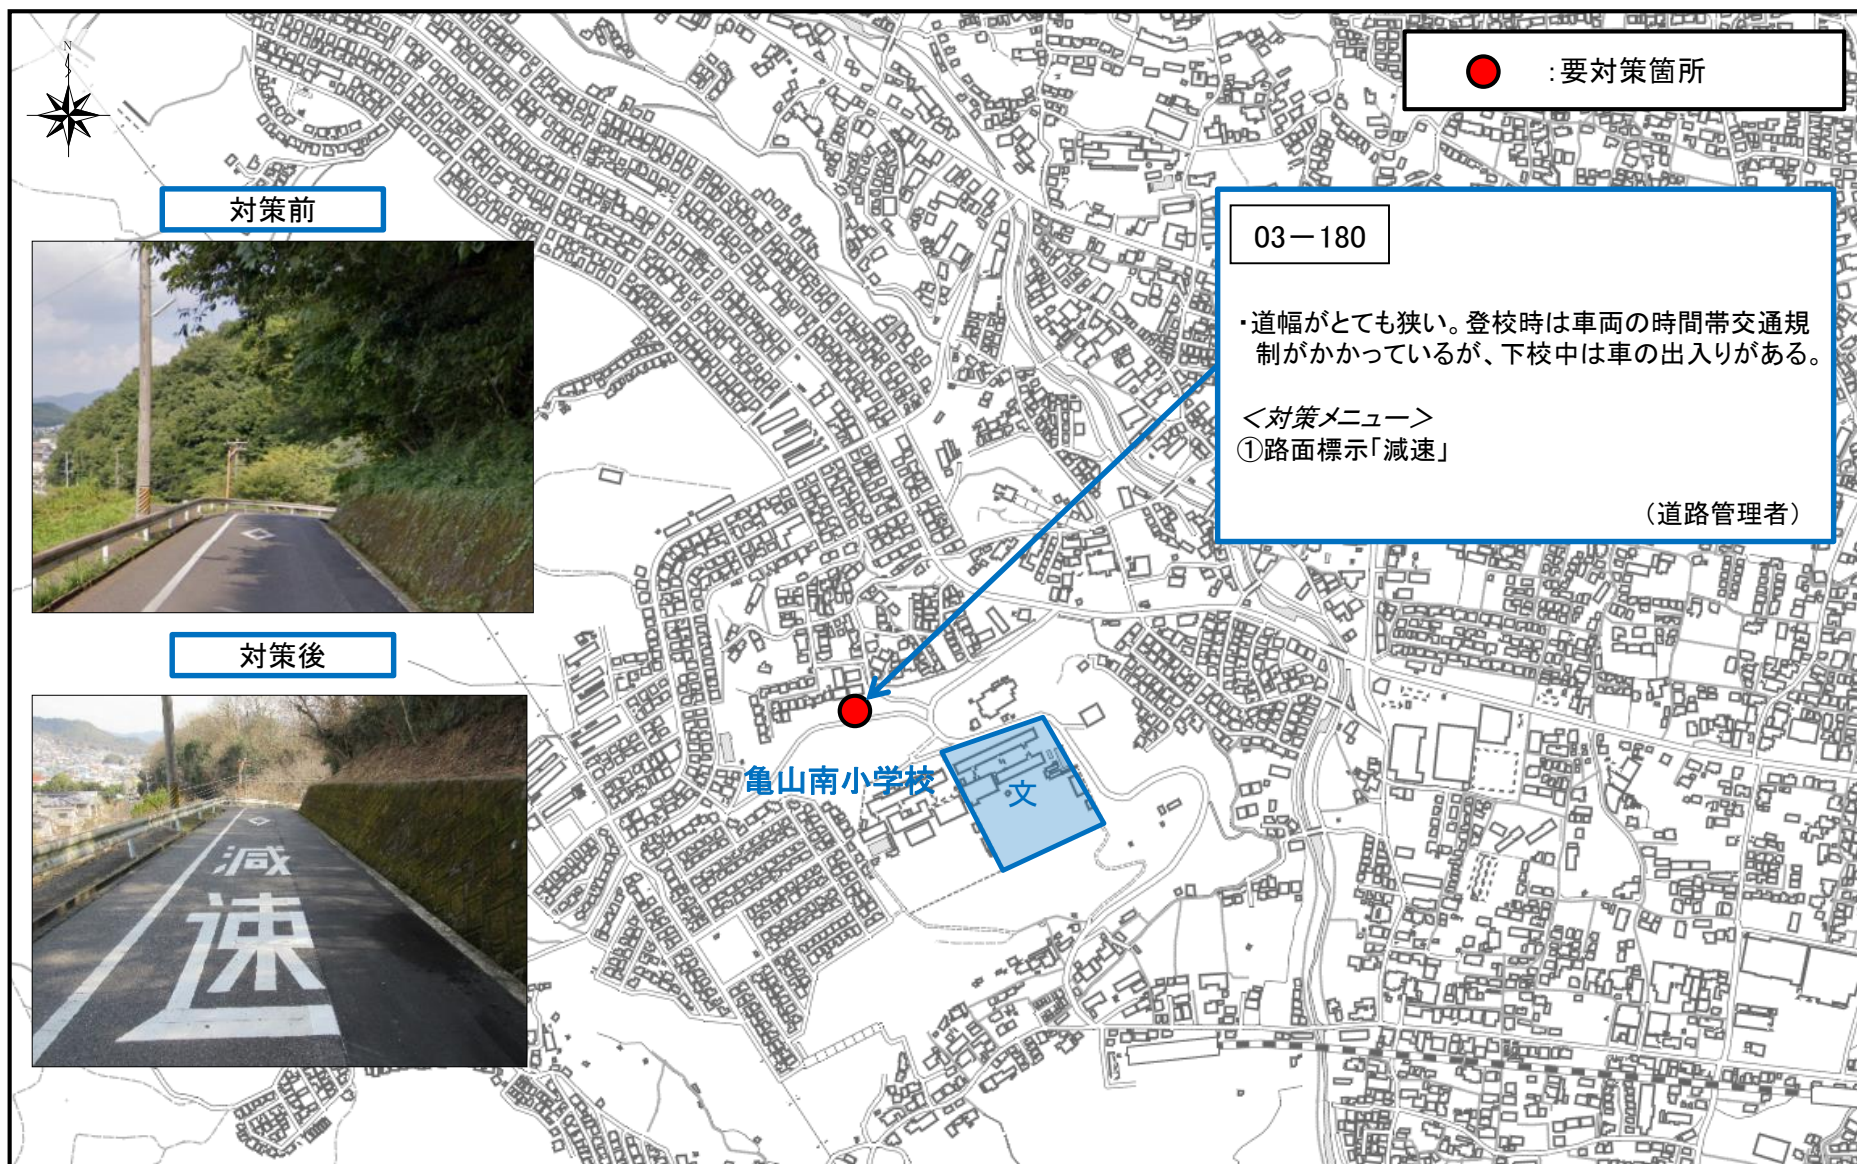 N
：要対策箇所
対策前
03－180
・道幅がとても狭い。登校時は車両の時間帯交通規
制がかかっているが、下校中は車の出入りがある。
＜対策メニュー＞
①路面標示「減速」
（道路管理者）
対策後
減
速
亀山南小学校
文